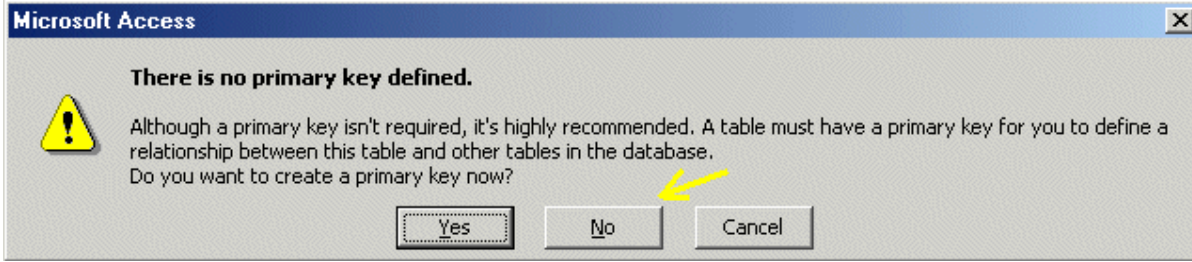 Microsoft Access
There is no primary key defined.
Although a primary key isn't required, it's highly recommended. A table must have a primary key for you to define a
relationship between this table and other tables in the database.
Do you want to create a primary key now?
Yes No Cancel